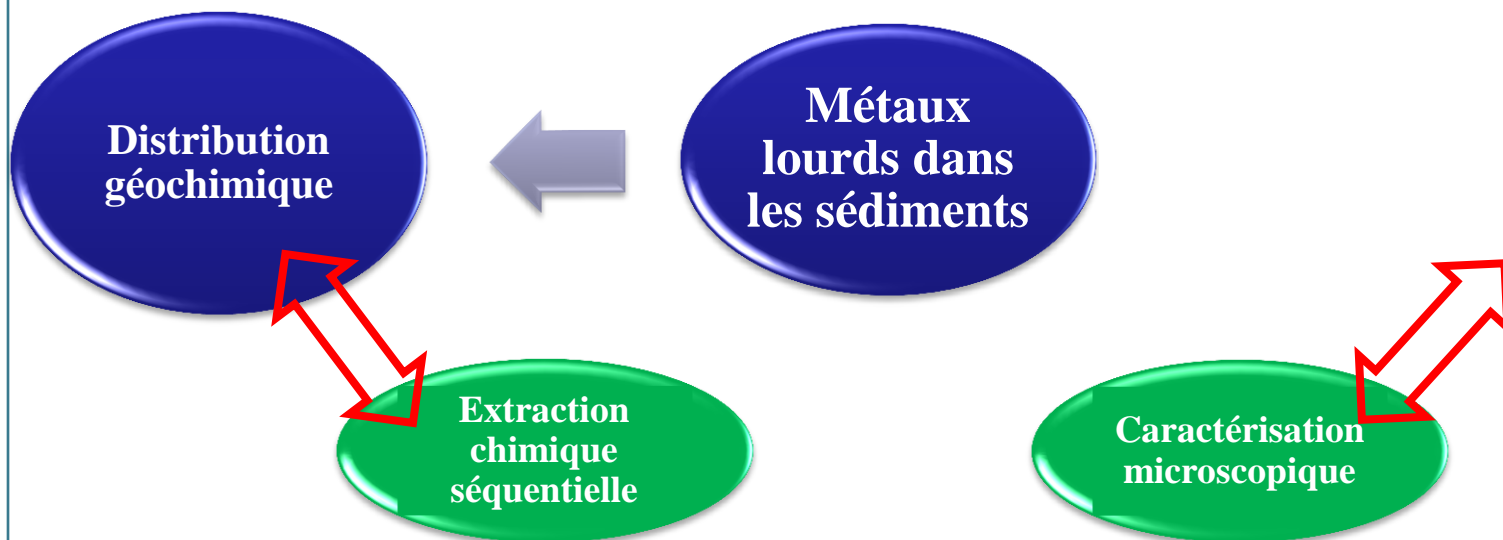 Distribution
géochimique
Métaux
lourds dans
les sédiments
Extraction
chimique
séquentielle
Caractérisation
microscopique